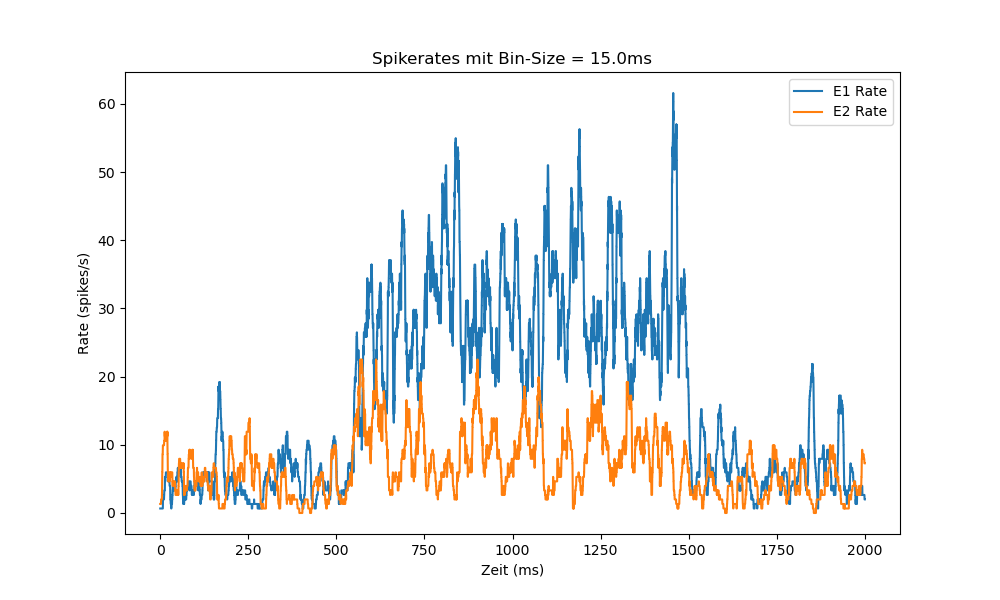 Spikerates mit Bin-Size = 15.0ms
E1 Rate
E2 Rate
60
50
40
30
20
10
0
Rate (spikes/s)
0 250 500 750 1000 1250 1500 1750 2000
Zeit (ms)